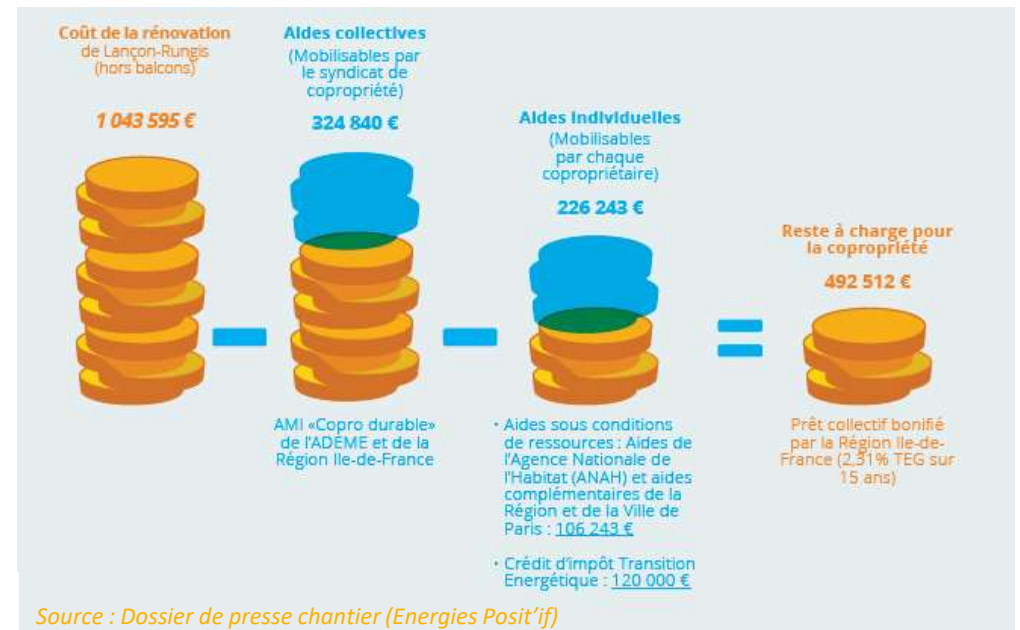 Coût de la rénovation
de Lançon-Rungis
(hors balcons)
1 043 595 €
Aides collectives
(Mobilisables par
le syndicat de
copropriété)
324 840 €
Aides individuelles
(Mobilisables
par chaque
copropriétaire)
226 243 €
Reste à charge pour
la copropriété
492 512 €
AMI «Copro durable»
de l'ADEME et de la
Région Ile-de-France
· Aides sous conditions
de ressources : Aides de
l'Agence Nationale de
l'Habitat (ANAH) et aides
complémentaires de la
Région et de la Ville de
Paris : 106 243 €
· Crédit d'impôt Transition
Energétique : 120 000 €
Prêt collectif bonifié
par la Région Ile-de-
France (2,31% TEG sur
15 ans)
Source : Dossier de presse chantier (Energies Posit'if)